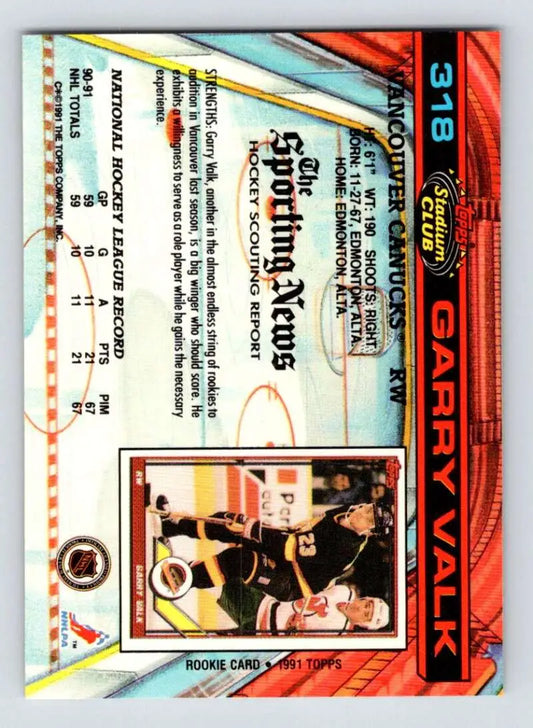 318
Topps
Stadium
CLUB
GARRY VALK
VANCOUVER CANUCKS® RW
HT: 6'1" WT: 190 SHOOTS: RIGHT
BORN: 11-27-67, EDMONTON, ALTA.
HOME: EDMONTON, ALTA.
The
Sporting News
HOCKEY SCOUTING REPORT
STRENGTHS: Garry Valk, another in the almost endless string of rookies to
audition in Vancouver last season, is a big winger who should score. He
exhibits a willingness to serve as a role player while he gains the necessary
experience.
NATIONAL HOCKEY LEAGUE RECORD
GP G A PTS PIM
90-91 59 10 11 21 67
NHL TOTALS 59 10 11 21 67
C*©1991 THE TOPPS COMPANY, INC.
Topps
23
RW
GARRY VALK
ROOKIE CARD • 1991 TOPPS
NHL
NHLPA™